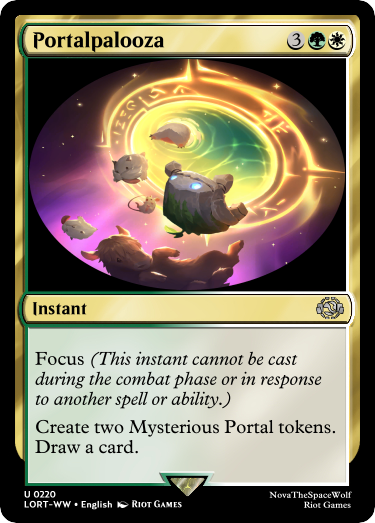 Portalpalooza 3
Instant
Focus (This instant cannot be cast
during the combat phase or in response
to another spell or ability.)
Create two Mysterious Portal tokens.
Draw a card.
U 0220
LORT-WW • English RIOT GAMES
NovaTheSpaceWolf
Riot Games